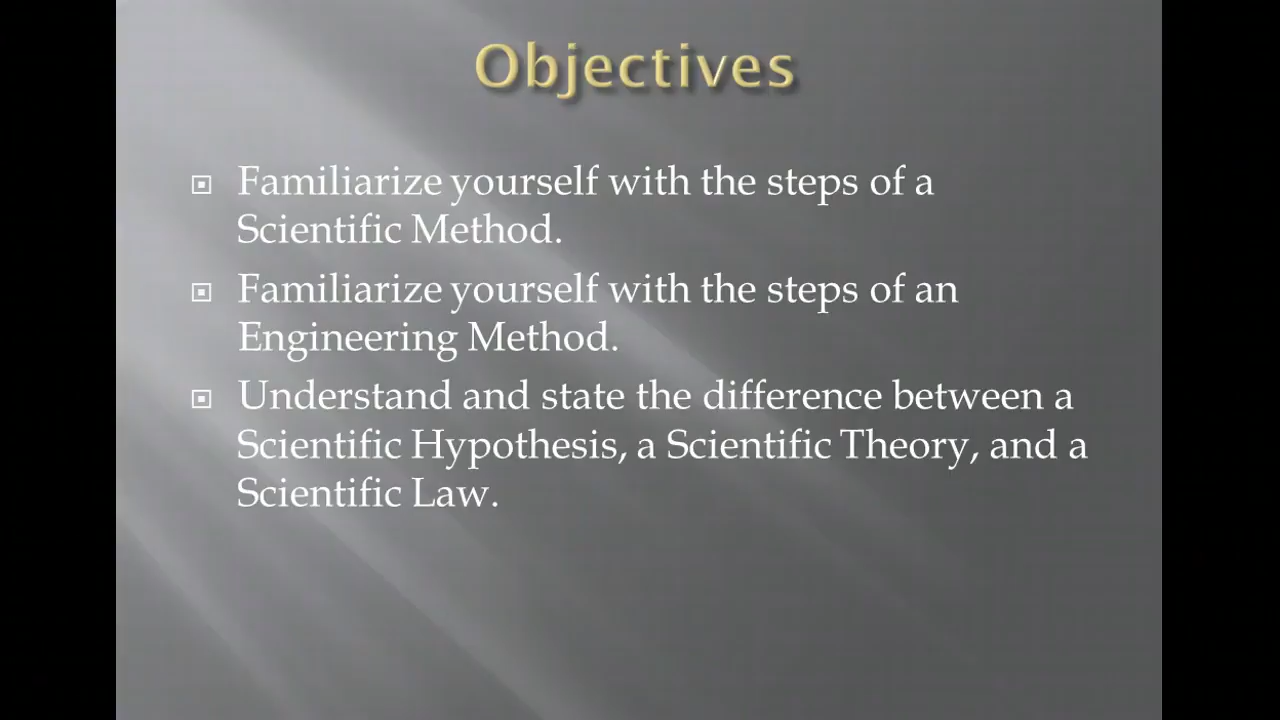 Objectives
Familiarize yourself with the steps of a
Scientific Method.
Familiarize yourself with the steps of an
Engineering Method.
Understand and state the difference between a
Scientific Hypothesis, a Scientific Theory, and a
Scientific Law.